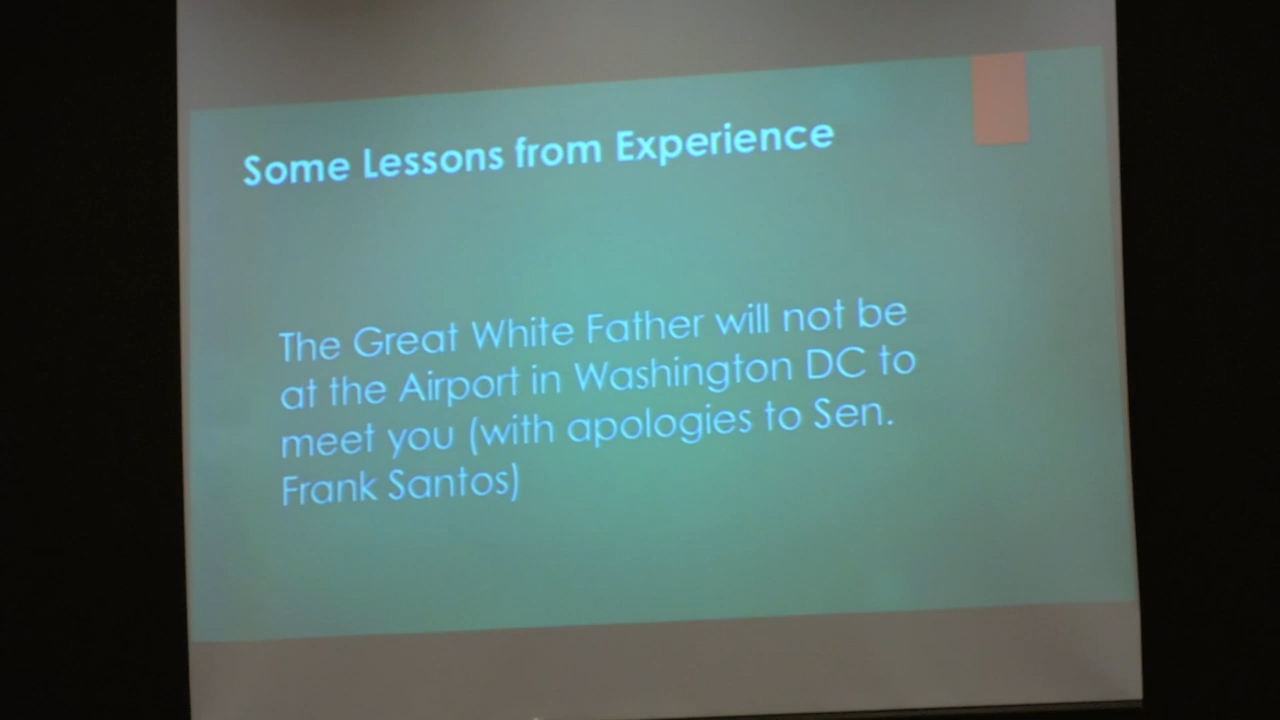 Some Lessons from Experience
The Great White Father will not be
at the Airport in Washington DC to
meet you (with apologies to Sen.
Frank Santos)